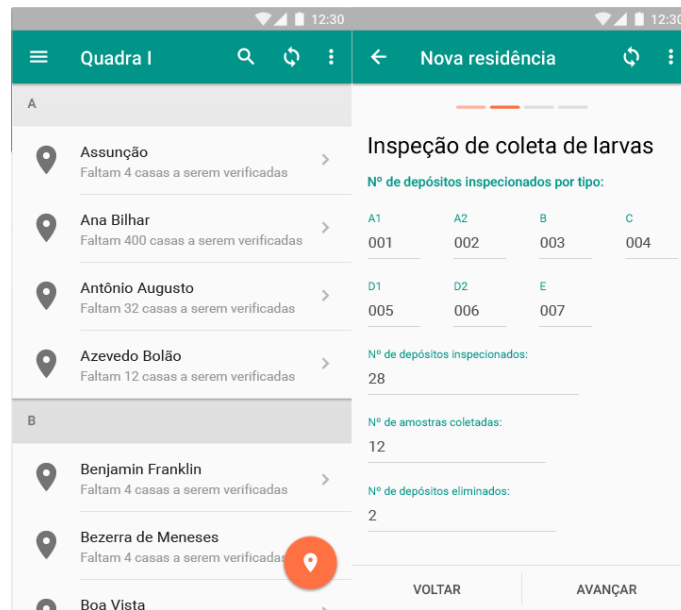 12:30
Quadra I
A
Assunção
Faltam 4 casas a serem verificadas
Ana Bilhar
Faltam 400 casas a serem verificadas
Antônio Augusto
Faltam 32 casas a serem verificadas
Azevedo Bolão
Faltam 12 casas a serem verificadas
B
Benjamin Franklin
Faltam 4 casas a serem verificadas
Bezerra de Meneses
Faltam 4 casas a serem verificadas
Boa Vista
12:30
Nova residência
Inspeção de coleta de larvas
Nº de depósitos inspecionados por tipo:
A1 A2 B C
001 002 003 004
D1 D2 E
005 006 007
Nº de depósitos inspecionados:
28
Nº de amostras coletadas:
12
Nº de depósitos eliminados:
2
VOLTAR AVANÇAR